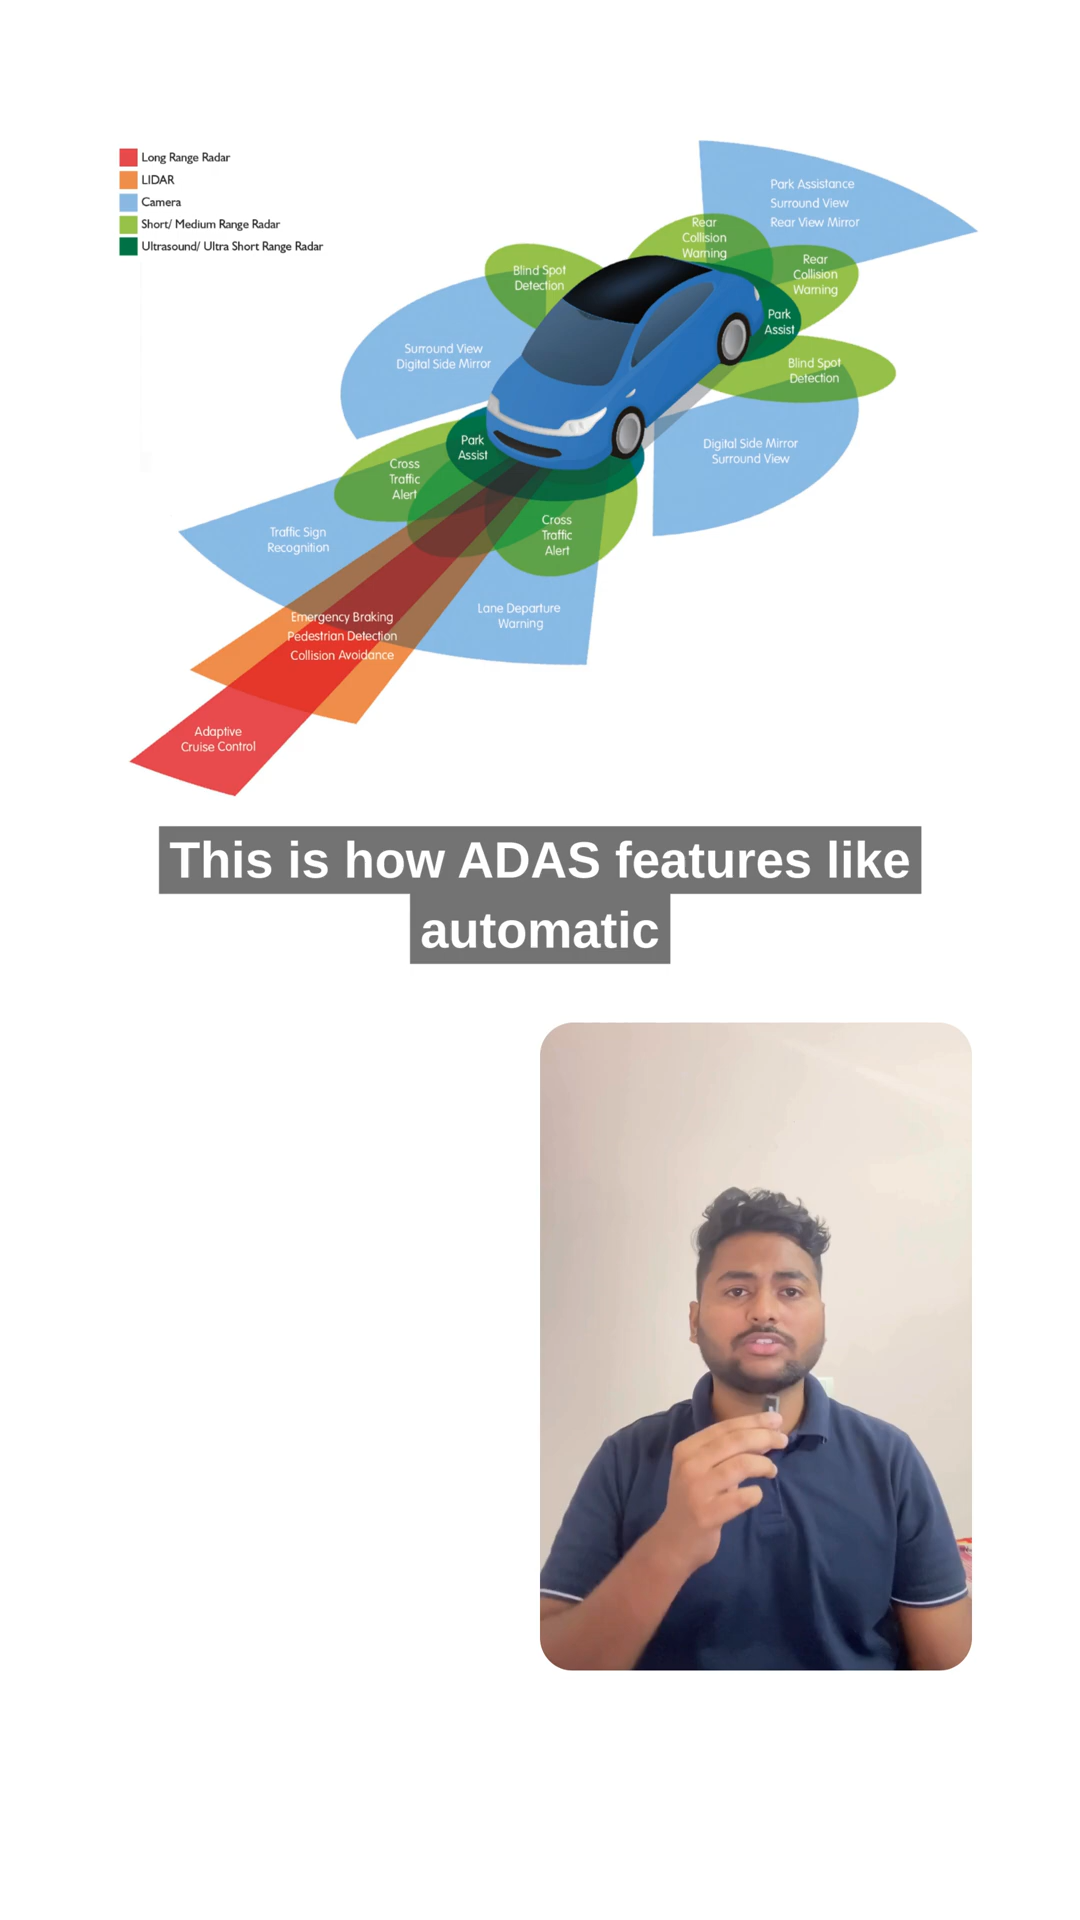 Long Range Radar
LIDAR
Camera
Short/ Medium Range Radar
Ultrasound/ Ultra Short Range Radar
Park Assistance
Surround View
Rear View Mirror
Rear
Collision
Warning
Rear
Collision
Warning
Blind Spot
Detection
Park
Assist
Surround View
Digital Side Mirror
Blind Spot
Detection
Digital Side Mirror
Surround View
Park
Assist
Cross
Traffic
Alert
Cross
Traffic
Alert
Traffic Sign
Recognition
Lane Departure
Warning
Emergency Braking
Pedestrian Detection
Collision Avoidance
Adaptive
Cruise Control
This is how ADAS features like
automatic